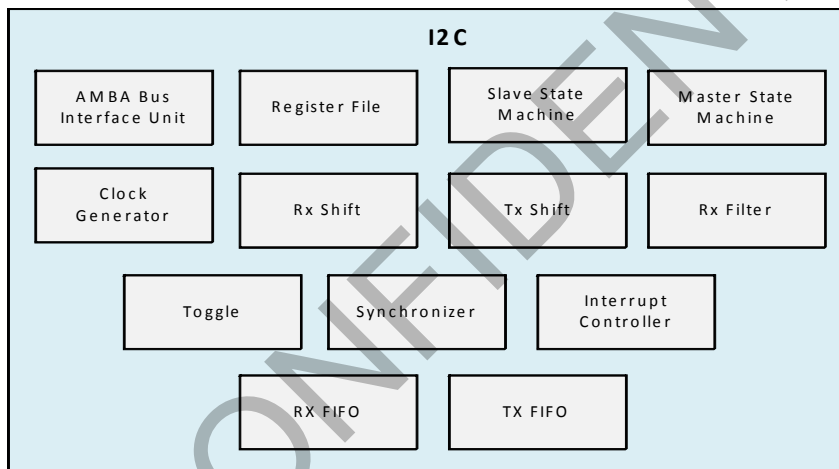 I2C
AMBA Bus
Interface Unit
Register File
Slave State
Machine
Master State
Machine
Clock
Generator
Rx Shift
Tx Shift
Rx Filter
Toggle
Synchronizer
Interrupt
Controller
RX FIFO
TX FIFO
ONFIDEN